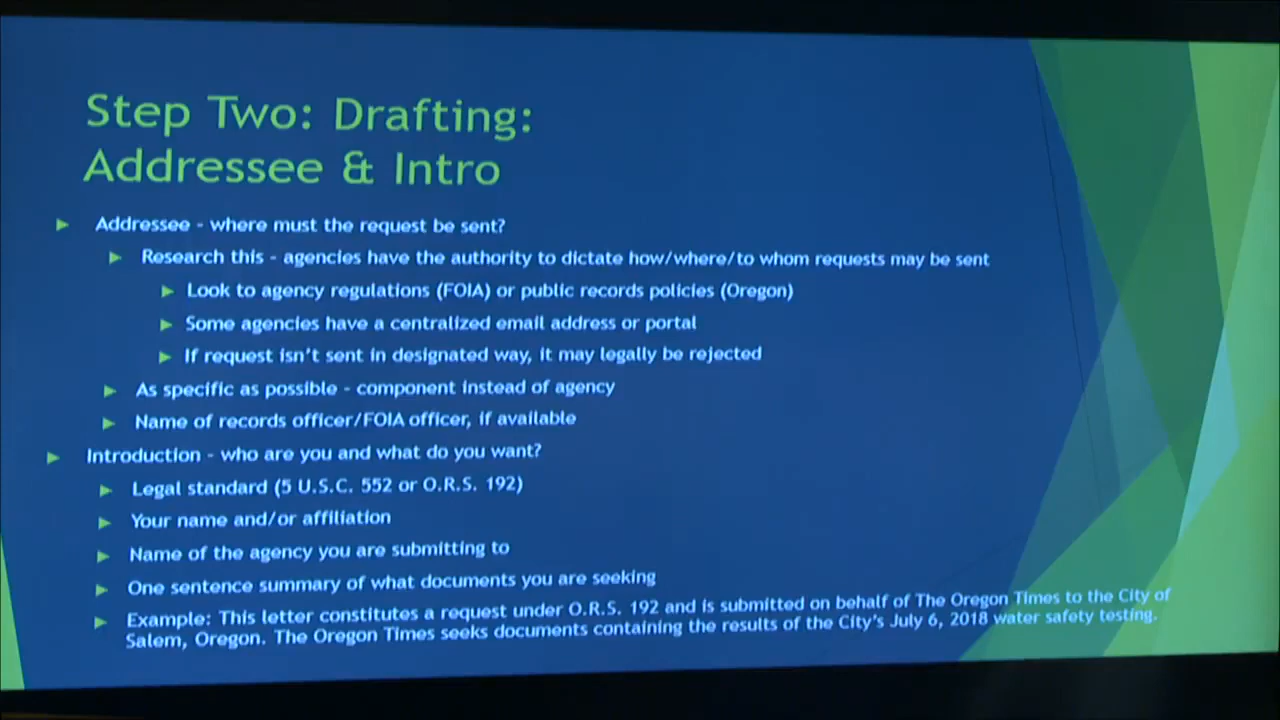 Step Two: Drafting:
Addressee & Intro
Addressee - where must the request be sent?
Research this - agencies have the authority to dictate how/where/to whom requests may be sent
Look to agency regulations (FOIA) or public records policies (Oregon)
Some agencies have a centralized email address or portal
If request isn't sent in designated way, it may legally be rejected
As specific as possible - component instead of agency
Name of records officer/FOIA officer, if available
Introduction - who are you and what do you want?
Legal standard (5 U.S.C. 552 or O.R.S. 192)
Your name and/or affiliation
Name of the agency you are submitting to
One sentence summary of what documents you are seeking
Example: This letter constitutes a request under O.R.S. 192 and is submitted on behalf of The Oregon Times to the City of
Salem, Oregon. The Oregon Times seeks documents containing the results of the City's July 6, 2018 water safety testing.